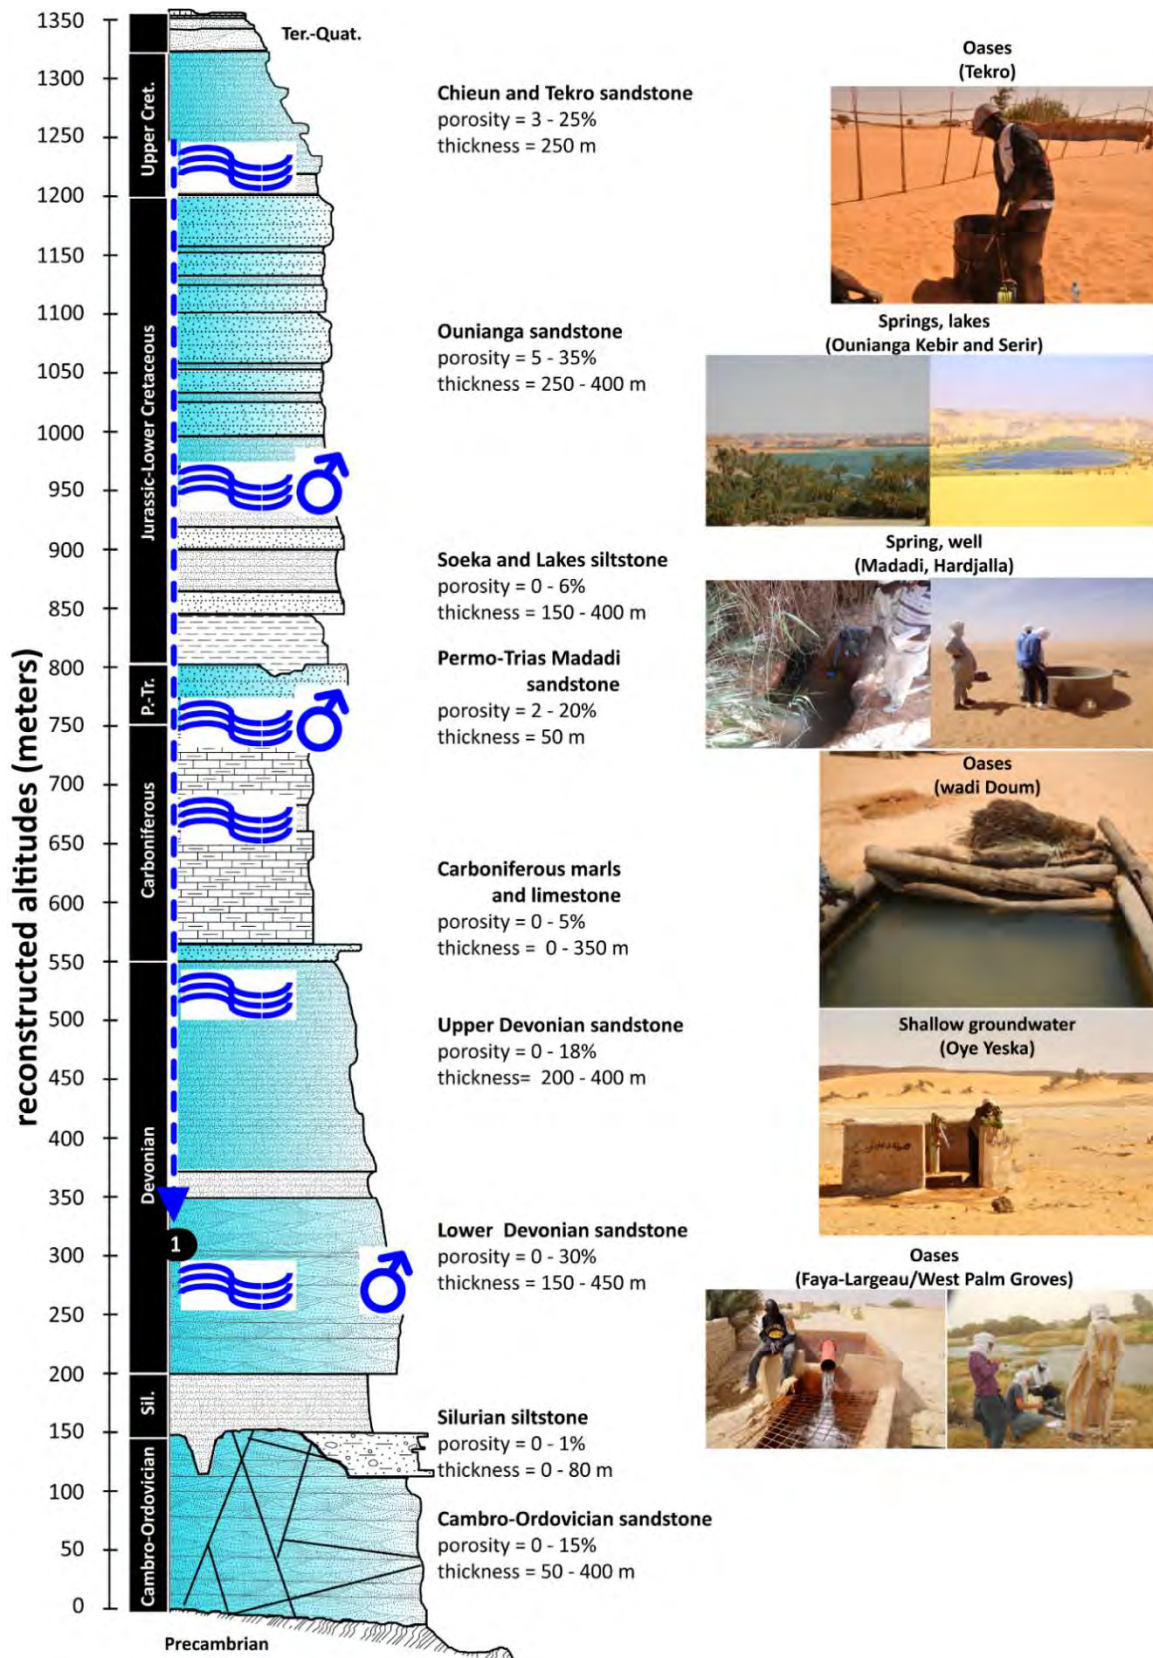 reconstructed altitudes (meters)
1350
1300
1250
1200
1150
1100
1050
1000
950
900
850
800
750
700
650
600
550
500
450
400
350
300
250
200
150
100
50
0
Upper Cret.
Jurassic-Lower Cretaceous
P.-Tr.
Carboniferous
Devonian
Sil.
Cambro-Ordovician
Precambrian
1
Ter.-Quat.
Chieun and Tekro sandstone
porosity = 3 - 25%
thickness = 250 m
Ounianga sandstone
porosity = 5 - 35%
thickness = 250 - 400 m
Soeka and Lakes siltstone
porosity = 0 - 6%
thickness = 150 - 400 m
Permo-Trias Madadi
sandstone
porosity = 2 - 20%
thickness = 50 m
Carboniferous marls
and limestone
porosity = 0 - 5%
thickness = 0 - 350 m
Upper Devonian sandstone
porosity = 0 - 18%
thickness= 200 - 400 m
Lower Devonian sandstone
porosity = 0 - 30%
thickness = 150 - 450 m
Silurian siltstone
porosity = 0 - 1%
thickness = 0 - 80 m
Cambro-Ordovician sandstone
porosity = 0 - 15%
thickness = 50 - 400 m
Oases
(Tekro)
Springs, lakes
(Ounianga Kebir and Serir)
Spring, well
(Madadi, Hardjalla)
Oases
(wadi Doum)
Shallow groundwater
(Oye Yeska)
Oases
(Faya-Largeau/West Palm Groves)